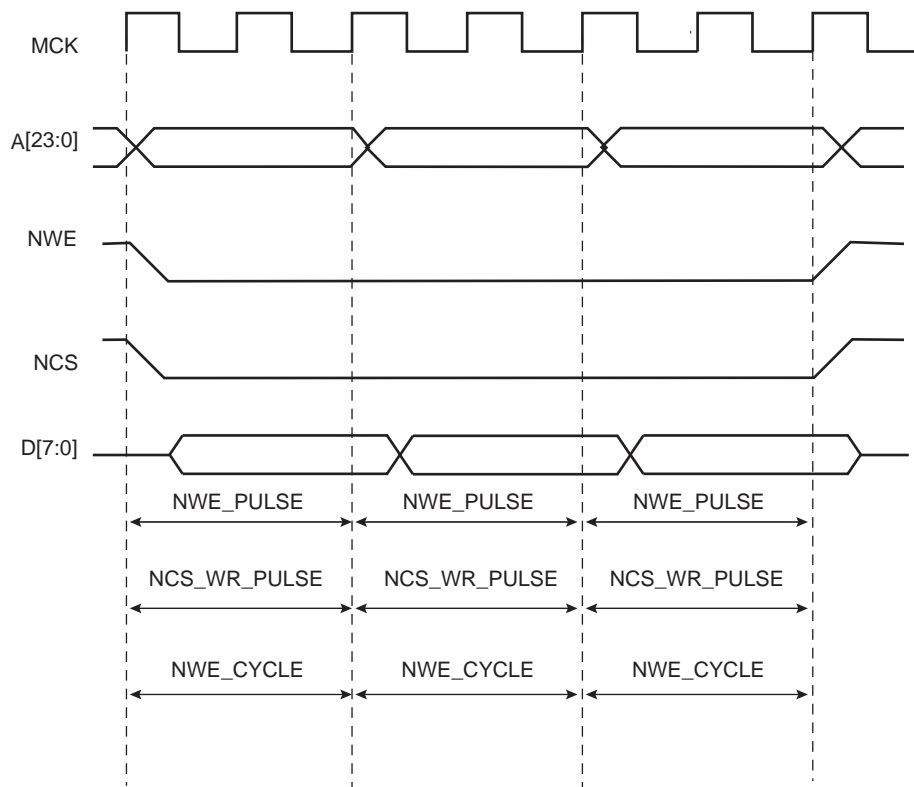 MCK
A[23:0]
NWE
NCS
D[7:0]
NWE_PULSE NWE_PULSE NWE_PULSE
NCS_WR_PULSE NCS_WR_PULSE NCS_WR_PULSE
NWE_CYCLE NWE_CYCLE NWE_CYCLE